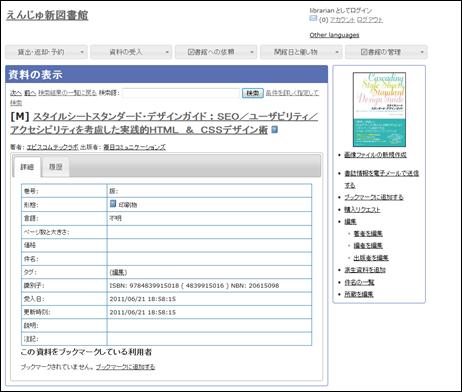 えんじゅ新図書館
librarian としてログイン
(0) アカウント ログアウト
Other languages
貸出・返却・予約
資料の受入
図書館への依頼
開館日と催し物
図書館の管理
資料の表示
次へ 前へ 検索結果の一覧に戻る 検索語: 検索 条件を詳しく指定して
検索
[M] スタイルシートスタンダード・デザインガイド : SEO／ユーザビリティ／
アクセシビリティを考慮した実践的HTML ＆ CSSデザイン術
著者: エビスコムテックラボ 出版者: 毎日コミュニケーションズ
詳細 履歴
巻号: 版:
形態: 印刷物
言語: 不明
ページ数と大きさ:
価格
件名:
タグ: (編集)
識別子: ISBN: 9784839915018 ( 4839915016 ) NBN: 20615098
受入日: 2011/06/21 18:58:15
更新時刻: 2011/06/21 18:58:15
説明:
注記:
この資料をブックマークしている利用者
ブックマークされていません。 ブックマークに追加する
Cascading
Style Sheets
Standard
Design Guide
画像ファイルの新規作成
書誌情報を電子メールで送信
する
ブックマークに追加する
購入リクエスト
編集
著者を編集
編者を編集
出版者を編集
派生資料を追加
件名の一覧
所蔵を編集